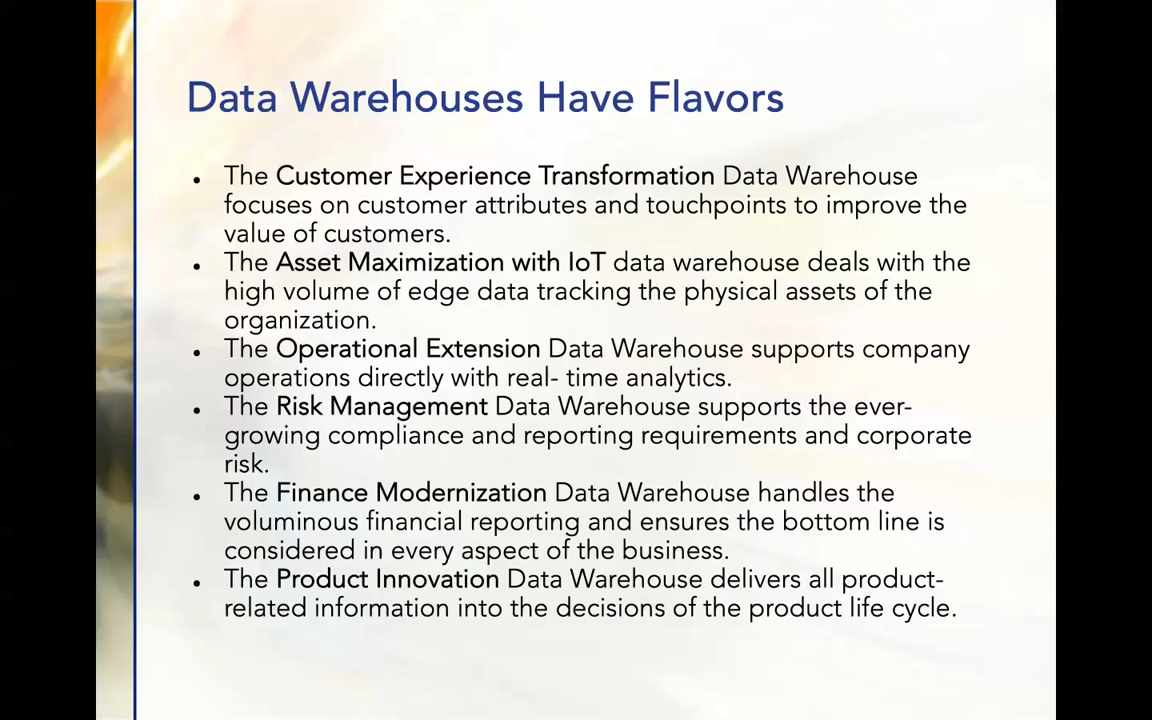 Data Warehouses Have Flavors
• The Customer Experience Transformation Data Warehouse
focuses on customer attributes and touchpoints to improve the
value of customers.
• The Asset Maximization with IoT data warehouse deals with the
high volume of edge data tracking the physical assets of the
organization.
• The Operational Extension Data Warehouse supports company
operations directly with real- time analytics.
• The Risk Management Data Warehouse supports the ever-
growing compliance and reporting requirements and corporate
risk.
• The Finance Modernization Data Warehouse handles the
voluminous financial reporting and ensures the bottom line is
considered in every aspect of the business.
• The Product Innovation Data Warehouse delivers all product-
related information into the decisions of the product life cycle.